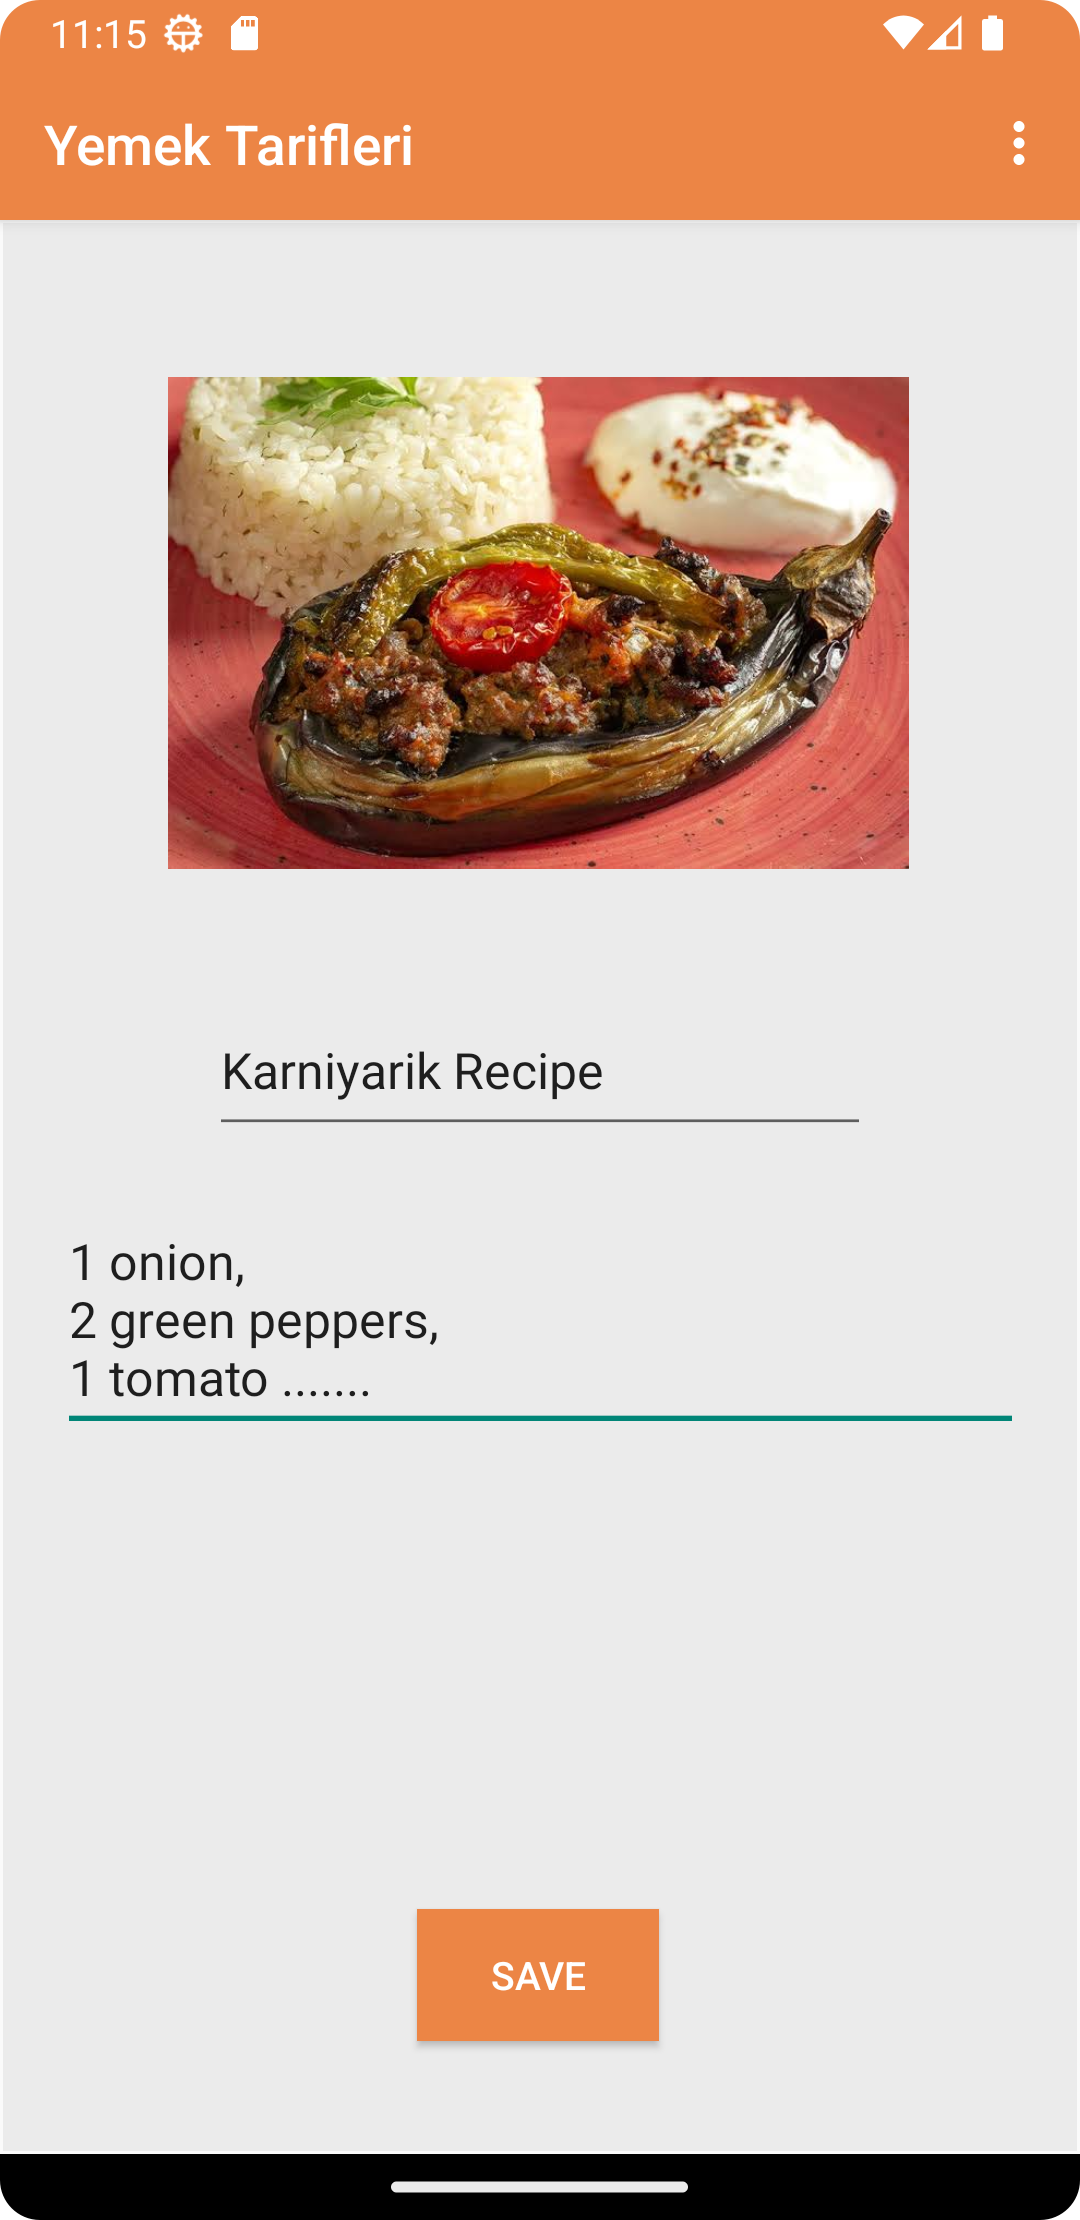 11:15
Yemek Tarifleri
Karniyarik Recipe
1 onion,
2 green peppers,
1 tomato .......
SAVE